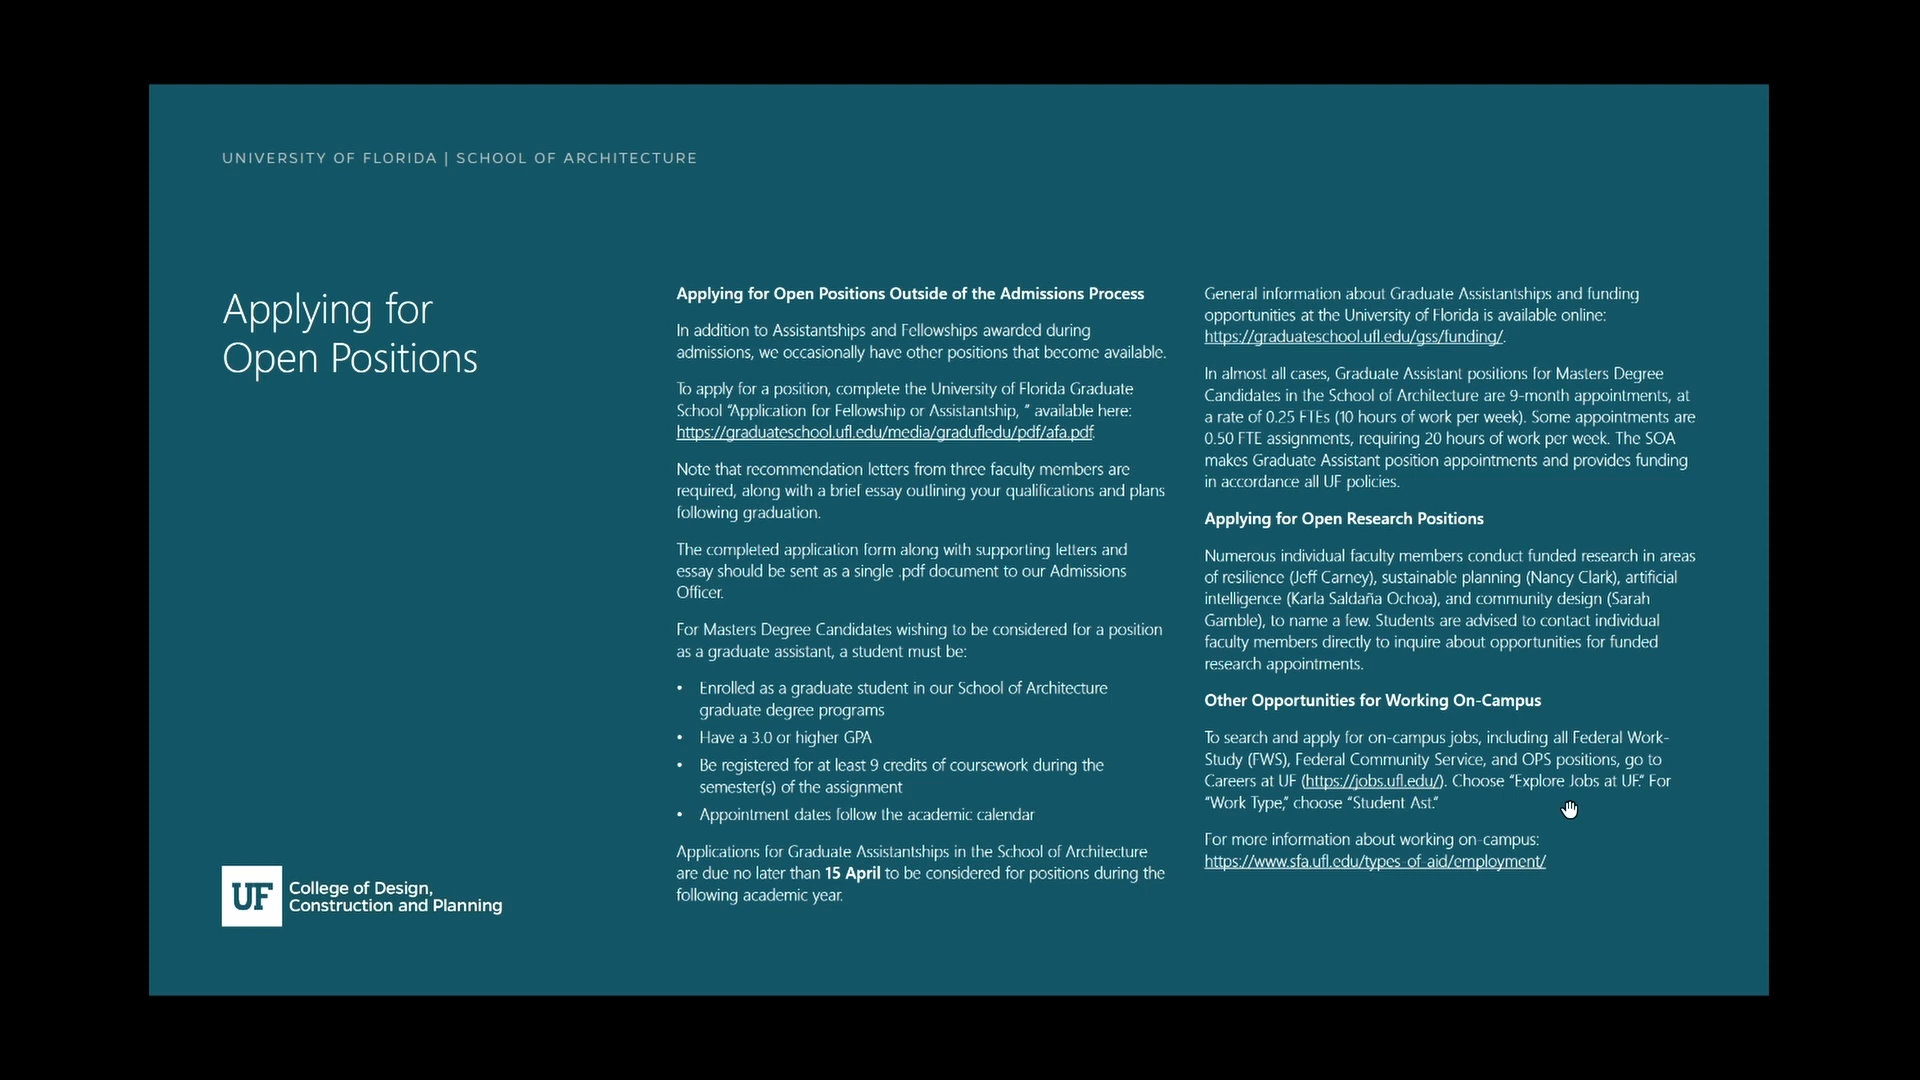 UNIVERSITY OF FLORIDA | SCHOOL OF ARCHITECTURE
Applying for
Open Positions
Applying for Open Positions Outside of the Admissions Process
In addition to Assistantships and Fellowships awarded during
admissions, we occasionally have other positions that become available.
To apply for a position, complete the University of Florida Graduate
School “Application for Fellowship or Assistantship, ” available here:
https://graduateschool.ufl.edu/media/gradufledu/pdf/afa.pdf.
Note that recommendation letters from three faculty members are
required, along with a brief essay outlining your qualifications and plans
following graduation.
The completed application form along with supporting letters and
essay should be sent as a single .pdf document to our Admissions
Officer.
For Masters Degree Candidates wishing to be considered for a position
as a graduate assistant, a student must be:
• Enrolled as a graduate student in our School of Architecture
graduate degree programs
• Have a 3.0 or higher GPA
• Be registered for at least 9 credits of coursework during the
semester(s) of the assignment
• Appointment dates follow the academic calendar
Applications for Graduate Assistantships in the School of Architecture
are due no later than 15 April to be considered for positions during the
following academic year.
General information about Graduate Assistantships and funding
opportunities at the University of Florida is available online:
https://graduateschool.ufl.edu/gss/funding/.
In almost all cases, Graduate Assistant positions for Masters Degree
Candidates in the School of Architecture are 9-month appointments, at
a rate of 0.25 FTEs (10 hours of work per week). Some appointments are
0.50 FTE assignments, requiring 20 hours of work per week. The SOA
makes Graduate Assistant position appointments and provides funding
in accordance all UF policies.
Applying for Open Research Positions
Numerous individual faculty members conduct funded research in areas
of resilience (Jeff Carney), sustainable planning (Nancy Clark), artificial
intelligence (Karla Saldaña Ochoa), and community design (Sarah
Gamble), to name a few. Students are advised to contact individual
faculty members directly to inquire about opportunities for funded
research appointments.
Other Opportunities for Working On-Campus
To search and apply for on-campus jobs, including all Federal Work-
Study (FWS), Federal Community Service, and OPS positions, go to
Careers at UF (https://jobs.ufl.edu/). Choose “Explore Jobs at UF.” For
“Work Type,” choose “Student Ast.”
For more information about working on-campus:
https://www.sfa.ufl.edu/types-of-aid/employment/
UF College of Design,
Construction and Planning